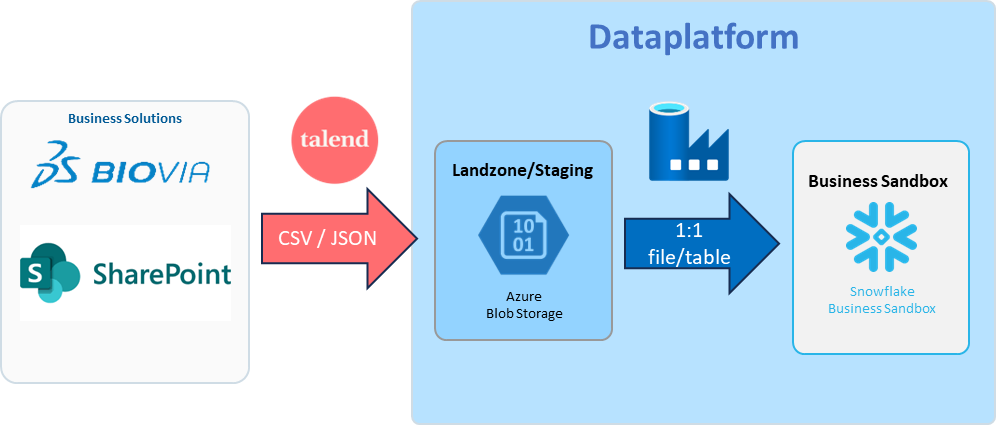 Dataplatform
Business Solutions
BIOVIA
S SharePoint
talend
CSV / JSON
Landzone/Staging
10
01
Azure
Blob Storage
1:1
file/table
Business Sandbox
Snowflake
Business Sandbox